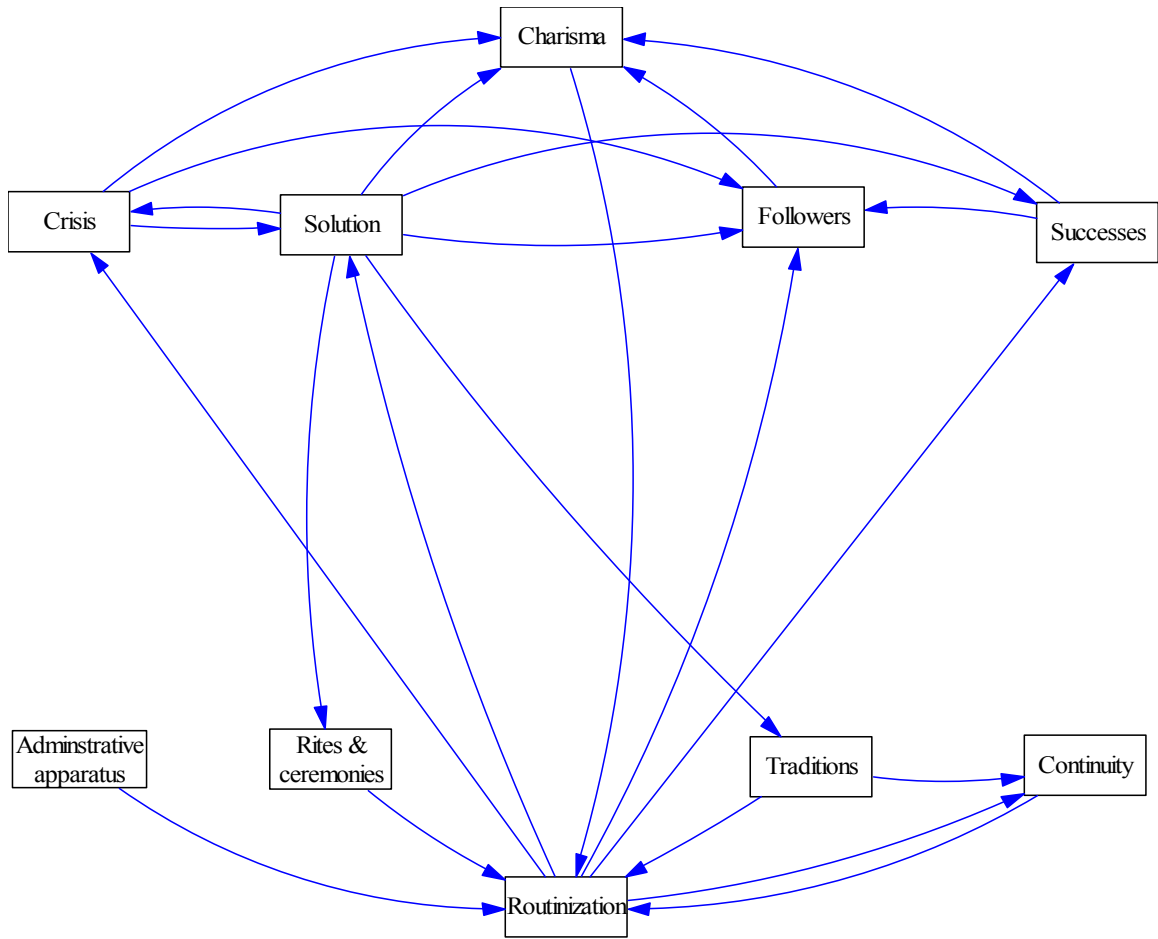 Charisma
Crisis
Solution
Followers
Successes
Adminstrative
apparatus
Rites &
ceremonies
Traditions
Continuity
Routinization